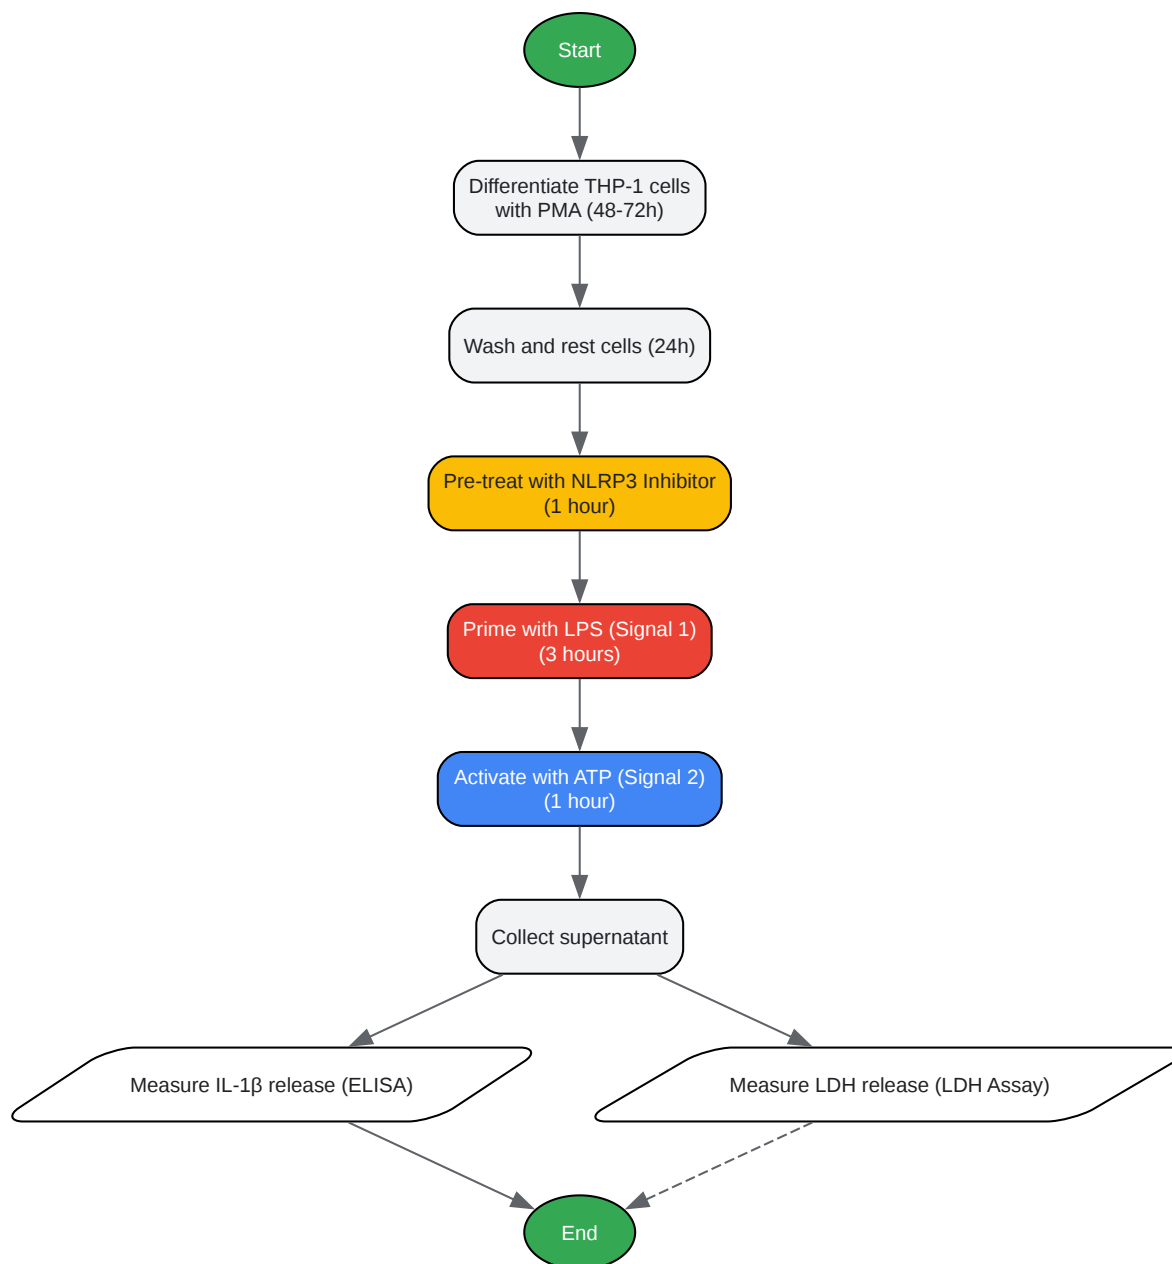 Start
Differentiate THP-1 cells
with PMA (48-72h)
Wash and rest cells (24h)
Pre-treat with NLRP3 Inhibitor
(1 hour)
Prime with LPS (Signal 1)
(3 hours)
Activate with ATP (Signal 2)
(1 hour)
Collect supernatant
Measure IL-1β release (ELISA)
Measure LDH release (LDH Assay)
End